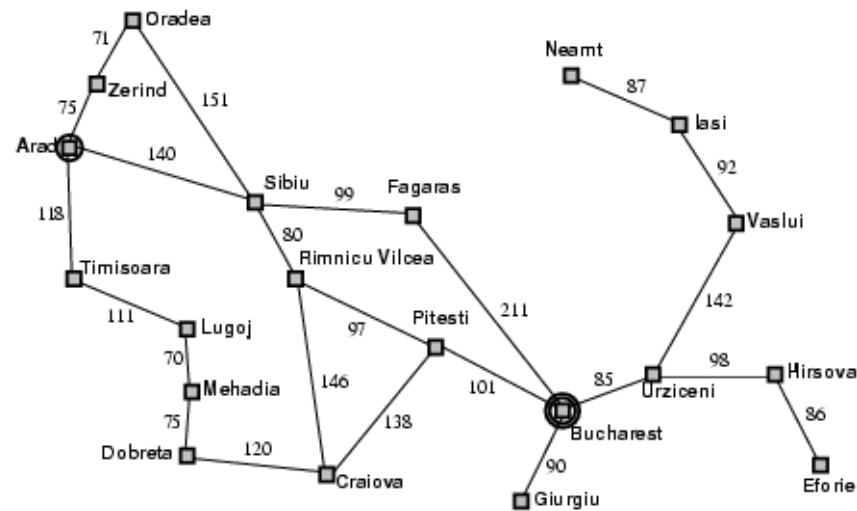 Oradea
71
Neamt
Zerind
87
75
151
Iasi
Arad
140
92
Sibiu
99
Fagaras
118
Vaslui
80
Timisoara
Rimnicu Vilcea
142
111
Lugoj
97
Pitesti
211
70
98
Hirsova
Mehadia
146
101
85
Urziceni
75
138
86
Bucharest
Dobreta
120
90
Craiova
Eforie
Giurgiu